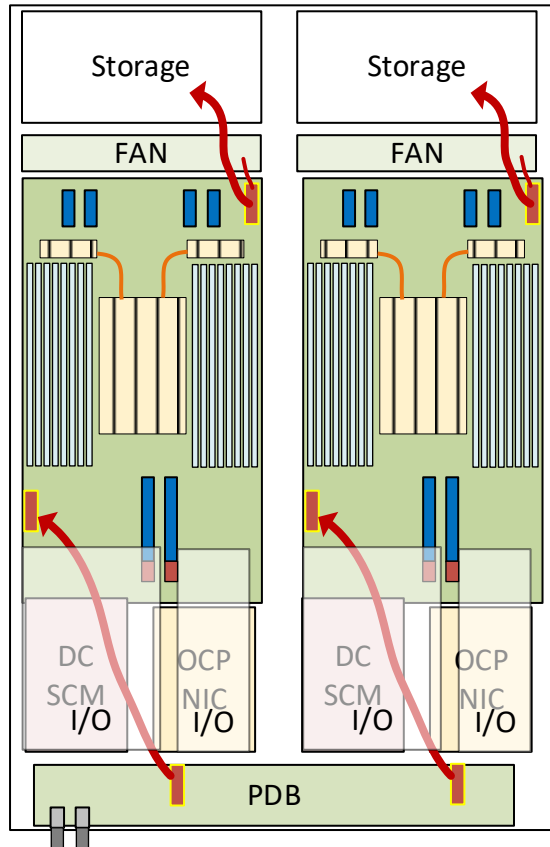 Storage
Storage
FAN
FAN
DC
SCM
I/O
OCP
NIC
I/O
DC
SCM
I/O
OCP
NIC
I/O
PDB